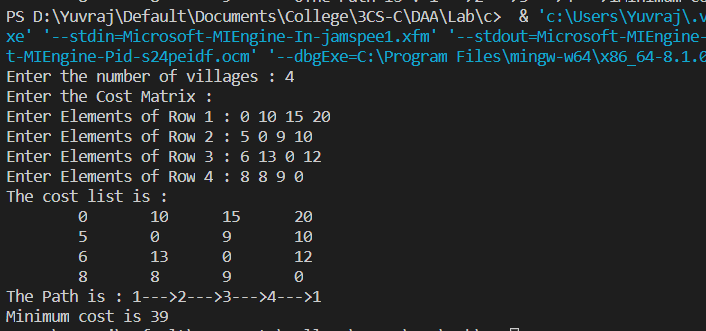 PS D:\Yuvraj\Default\Documents\College\3CS-C\DAA\Lab\c>  & 'c:\Users\Yuvraj\.v
xe' '--stdin=Microsoft-MIEngine-In-jamspee1.xfm' '--stdout=Microsoft-MIEngine-
t-MIEngine-Pid-s24peidf.ocm' '--dbgExe=C:\Program Files\mingw-w64\x86_64-8.1.0
Enter the number of villages : 4
Enter the Cost Matrix :
Enter Elements of Row 1 : 0 10 15 20
Enter Elements of Row 2 : 5 0 9 10
Enter Elements of Row 3 : 6 13 0 12
Enter Elements of Row 4 : 8 8 9 0
The cost list is :
0 10 15 20
5 0 9 10
6 13 0 12
8 8 9 0
The Path is : 1--->2--->3--->4--->1
Minimum cost is 39